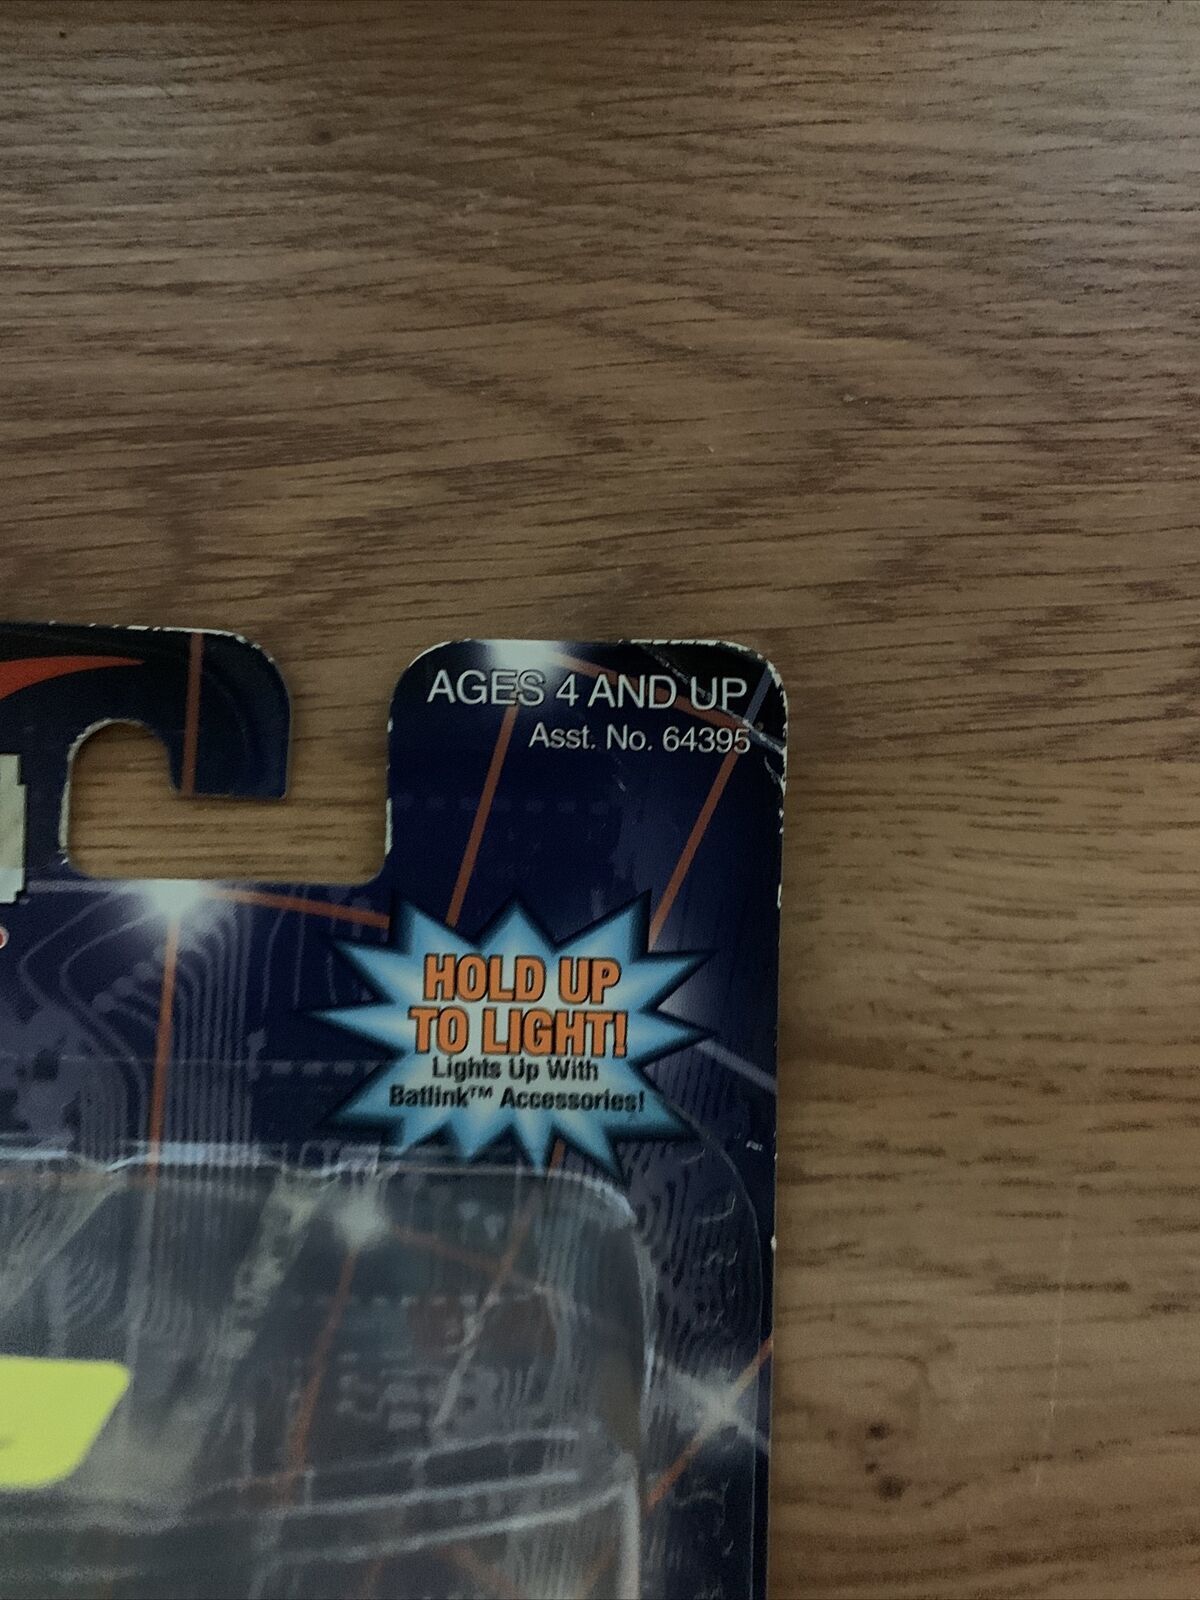 AGES 4 AND UP
Asst. No. 64395
HOLD UP
TO LIGHT!
Lights Up With
Batlink™ Accessories!